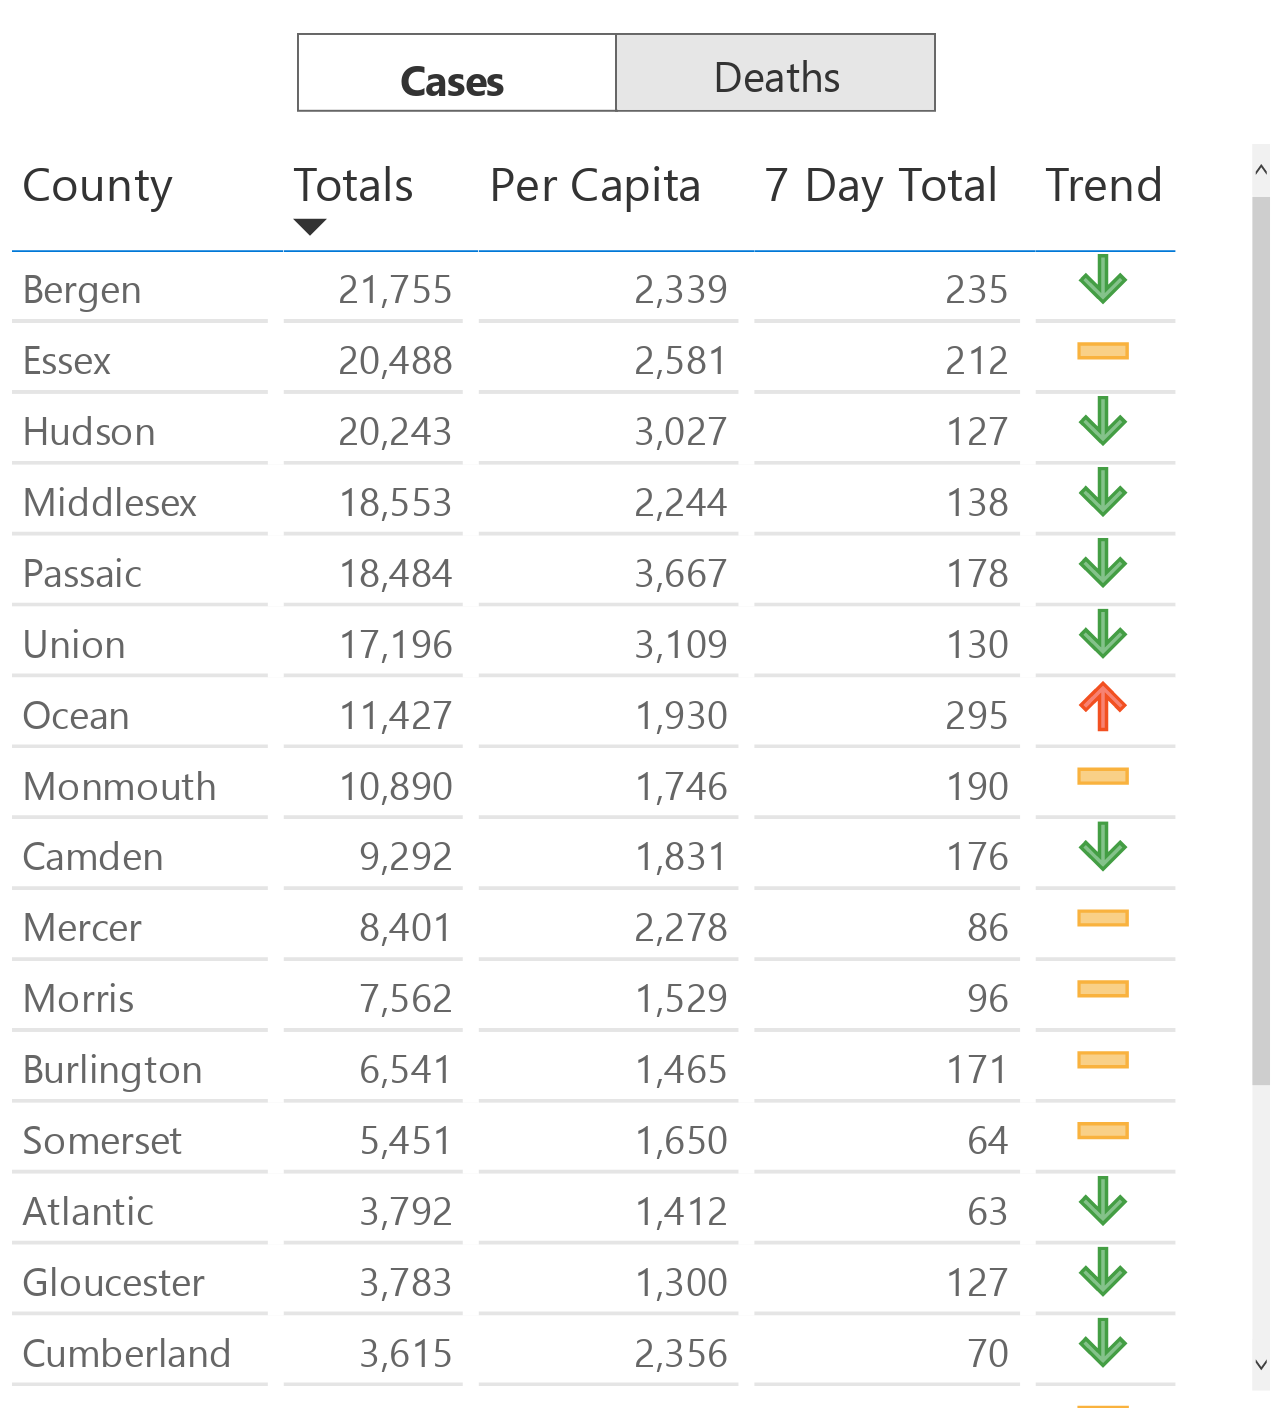 Cases Deaths
County Totals Per Capita 7 Day Total Trend
Bergen 21,755 2,339 235
Essex 20,488 2,581 212
Hudson 20,243 3,027 127
Middlesex 18,553 2,244 138
Passaic 18,484 3,667 178
Union 17,196 3,109 130
Ocean 11,427 1,930 295
Monmouth 10,890 1,746 190
Camden 9,292 1,831 176
Mercer 8,401 2,278 86
Morris 7,562 1,529 96
Burlington 6,541 1,465 171
Somerset 5,451 1,650 64
Atlantic 3,792 1,412 63
Gloucester 3,783 1,300 127
Cumberland 3,615 2,356 70